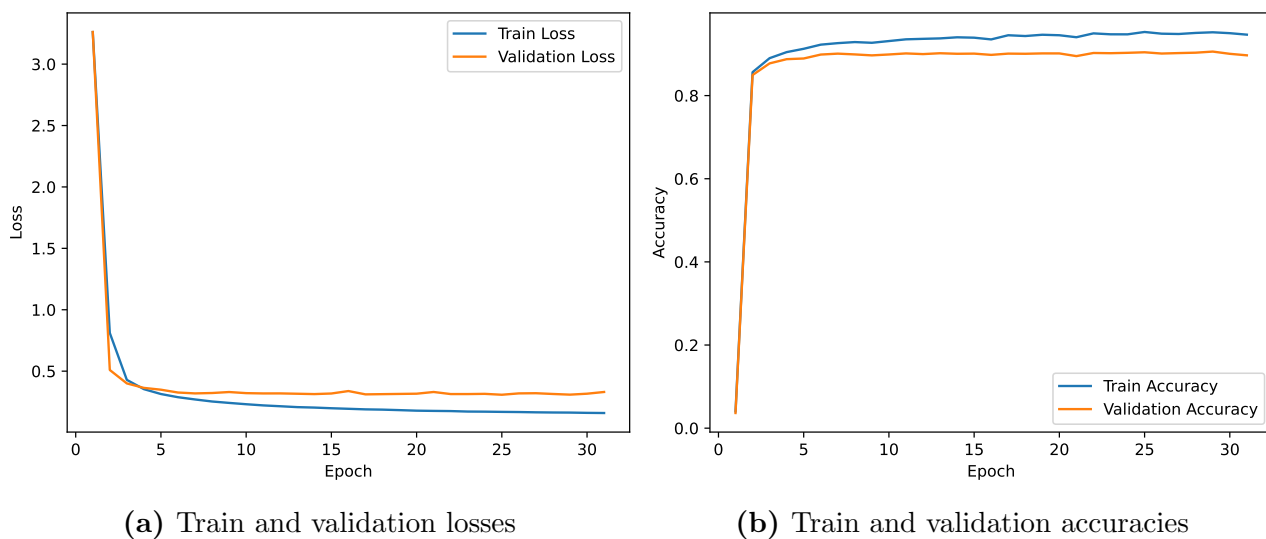 Train Loss
Validation Loss
3.0
2.5
2.0
1.5
1.0
0.5
Loss
0 5 10 15 20 25 30
Epoch
(a) Train and validation losses
0.8
0.6
0.4
0.2
0.0
Accuracy
Train Accuracy
Validation Accuracy
0 5 10 15 20 25 30
Epoch
(b) Train and validation accuracies